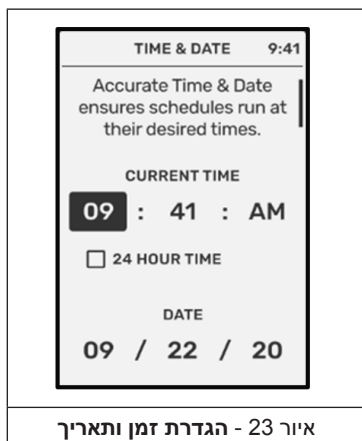 TIME & DATE 9:41
Accurate Time & Date
ensures schedules run at
their desired times.
CURRENT TIME
09 : 41 : AM
24 HOUR TIME
DATE
09 / 22 / 20
איור 23 - הגדרת זמן ותאריך